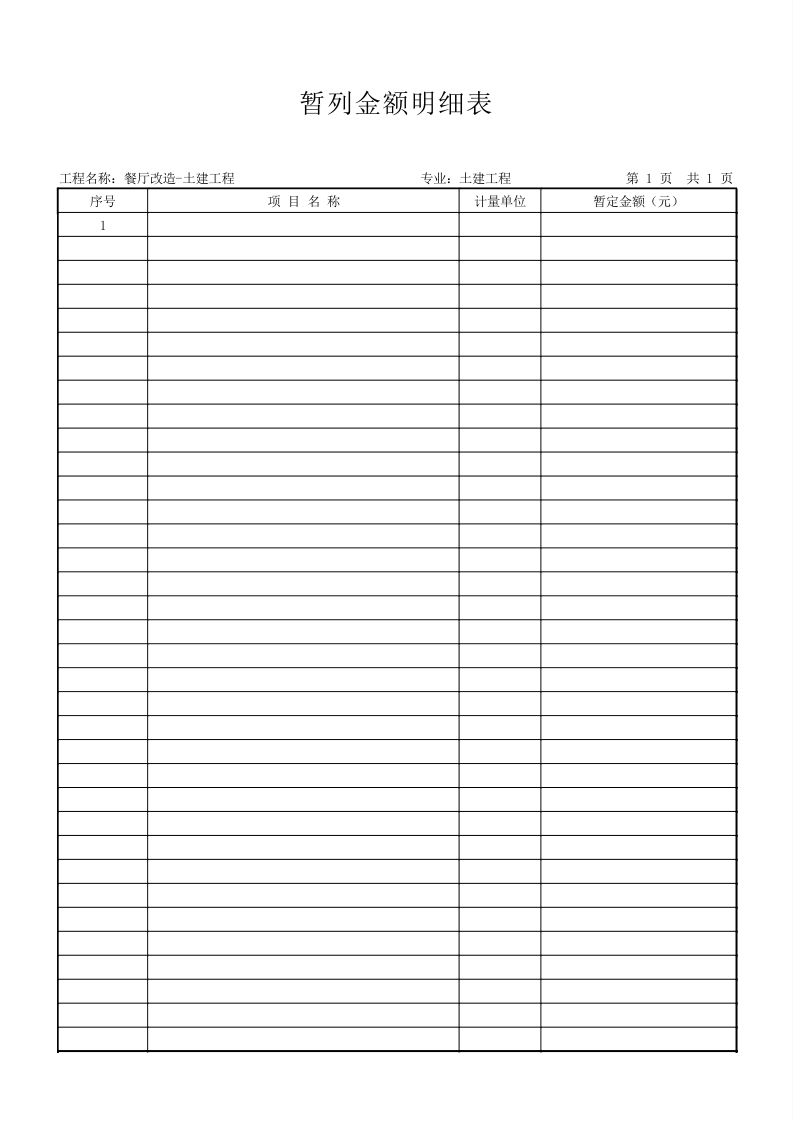 暂列金额明细表
工程名称：餐厅改造-土建工程 专业：土建工程 第 1 页 共 1 页
序号 项 目 名 称 计量单位 暂定金额（元）
1